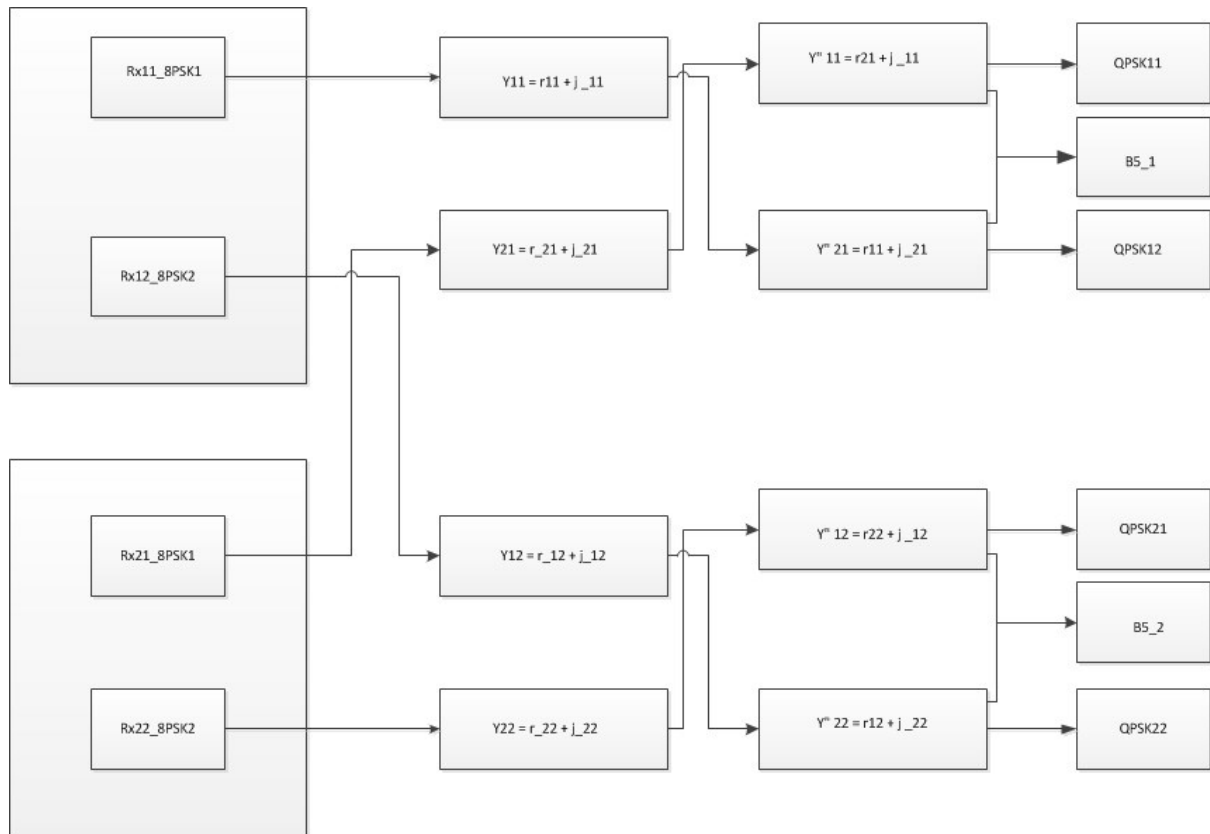 Rx11_8PSK1
Y11 = r11 + j _11
Y" 11 = r21 + j _11
QPSK11
B5_1
Rx12_8PSK2
Y21 = r_21 + j_21
Y" 21 = r11 + j_21
QPSK12
Rx21_8PSK1
Y12 = r_12 + j_12
Y" 12 = r22 + j _12
QPSK21
B5_2
Rx22_8PSK2
Y22 = r_22 + j_22
Y" 22 = r12 + j _22
QPSK22